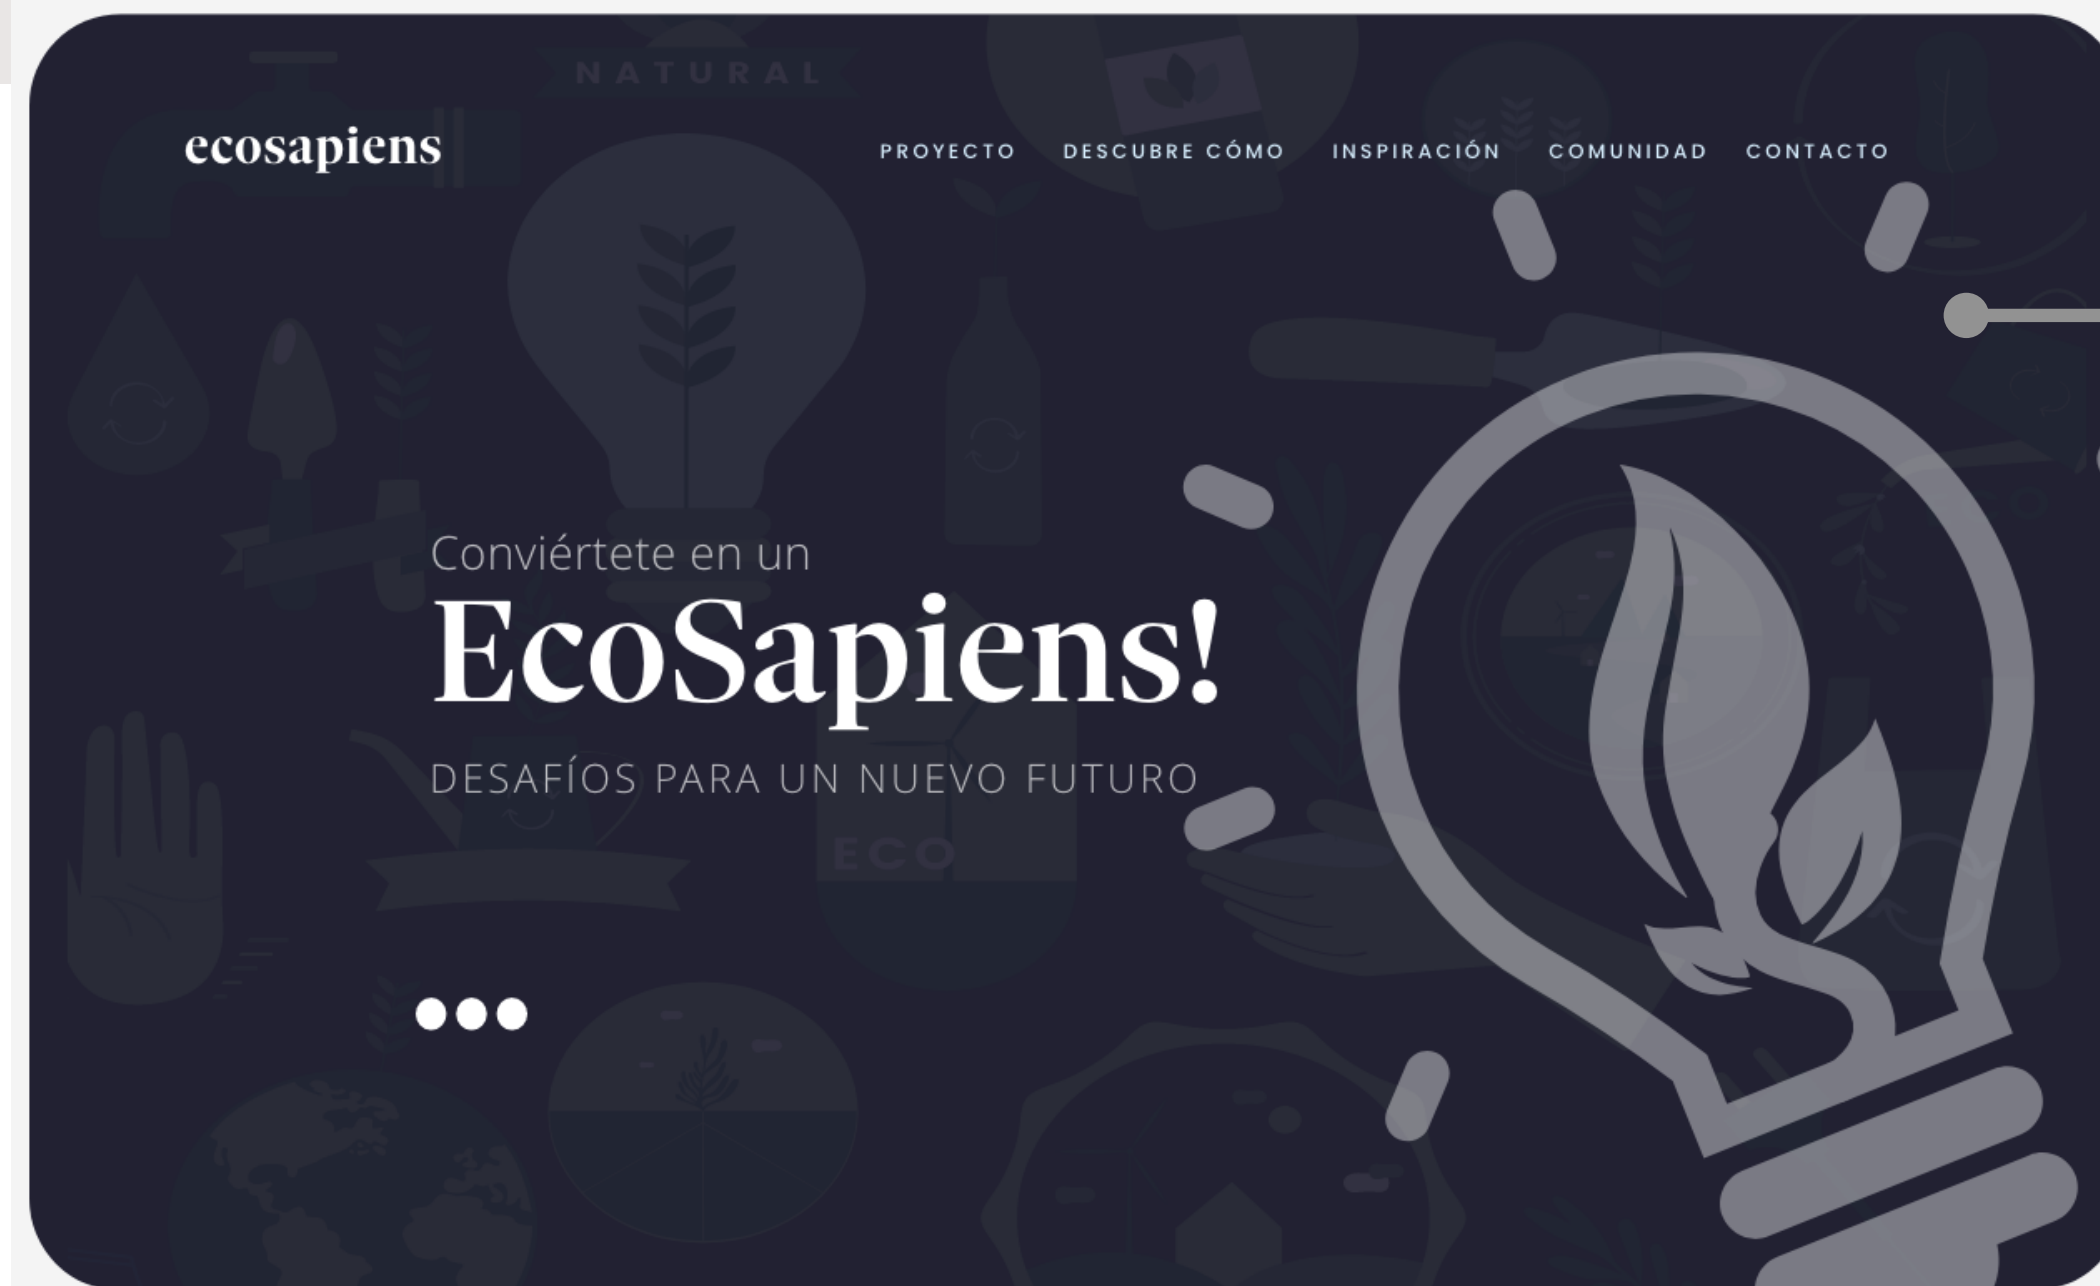 NATURAL
ecosapiens
PROYECTO DESCUBRE CÓMO INSPIRACIÓN COMUNIDAD CONTACTO
Conviértete en un
EcoSapiens!
DESAFÍOS PARA UN NUEVO FUTURO
ECO